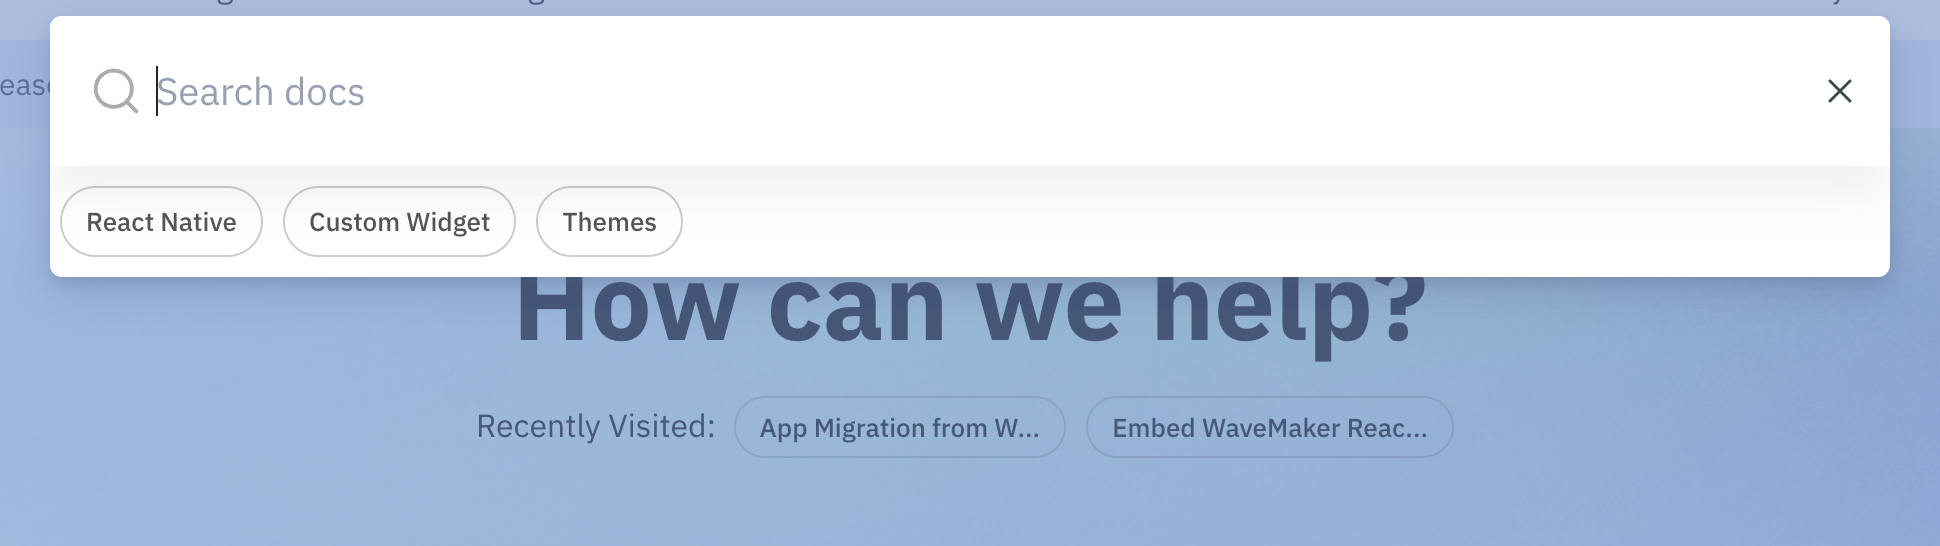 Search docs
React Native
Custom Widget
Themes
How can we help?
Recently Visited:
App Migration from W...
Embed WaveMaker Reac...